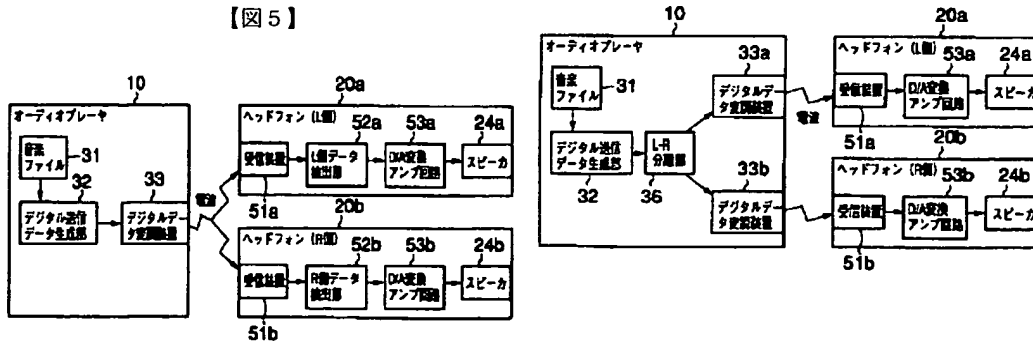 【図5】
10
オーディオプレーヤ
音楽
ファイル
31
32
デジタル送信
データ生成部
33
デジタルデー
タ変調装置
電波
20a
ヘッドフォン(L側)
受信装置
51a
52a
L側データ
抽出部
53a
D/A変換
アンプ回路
24a
スピーカ
20b
ヘッドフォン(R側)
受信装置
51b
52b
R側データ
抽出部
53b
D/A変換
アンプ回路
24b
スピーカ
10
オーディオプレーヤ
音楽
ファイル
31
デジタル送信
データ生成部
32
L-R
分離部
36
33a
デジタルデー
タ変調装置
33b
デジタルデー
タ変調装置
電波
20a
ヘッドフォン(L側)
受信装置
51a
53a
D/A変換
アンプ回路
24a
スピーカ
20b
ヘッドフォン(R側)
受信装置
51b
53b
D/A変換
アンプ回路
24b
スピーカ